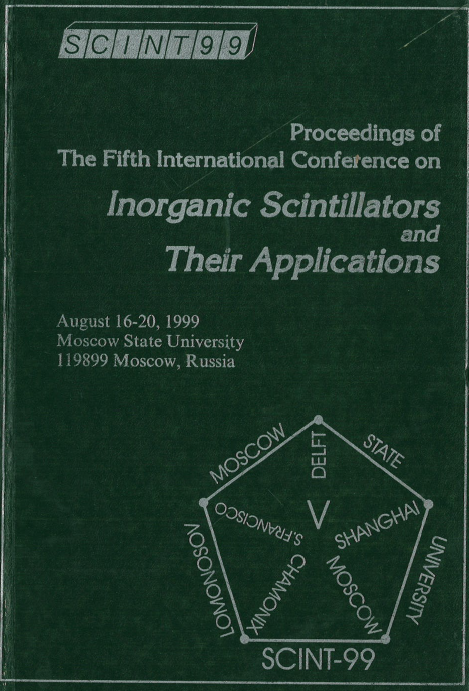 SCINT99
Proceedings of
The Fifth International Conference on
Inorganic Scintillators
and
Their Applications
August 16-20, 1999
Moscow State University
119899 Moscow, Russia
MOSCOW
DELFT
STATE
S.FRANCISCO
V
SHANGHAI
LOMONOSOV
CHAMONIX
MOSCOW
UNIVERSITY
SCINT-99